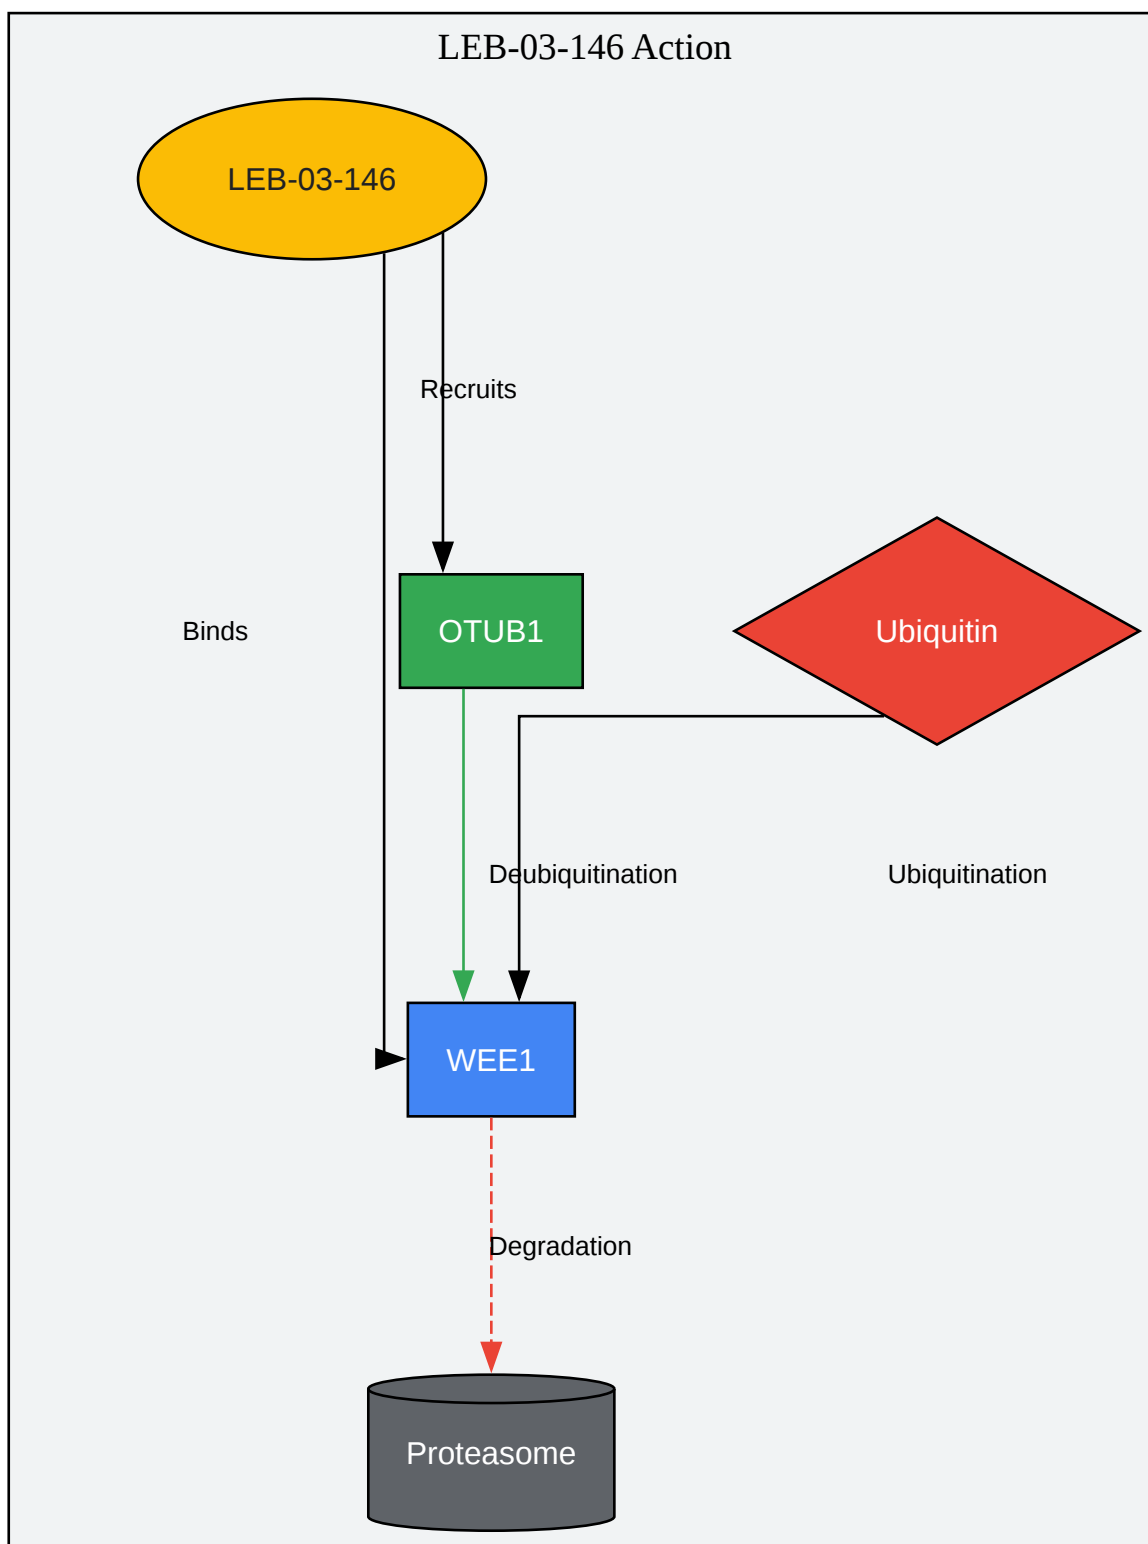 LEB-03-146 Action
LEB-03-146
Recruits
Binds
OTUB1
Ubiquitin
Deubiquitination
Ubiquitination
WEE1
Degradation
Proteasome